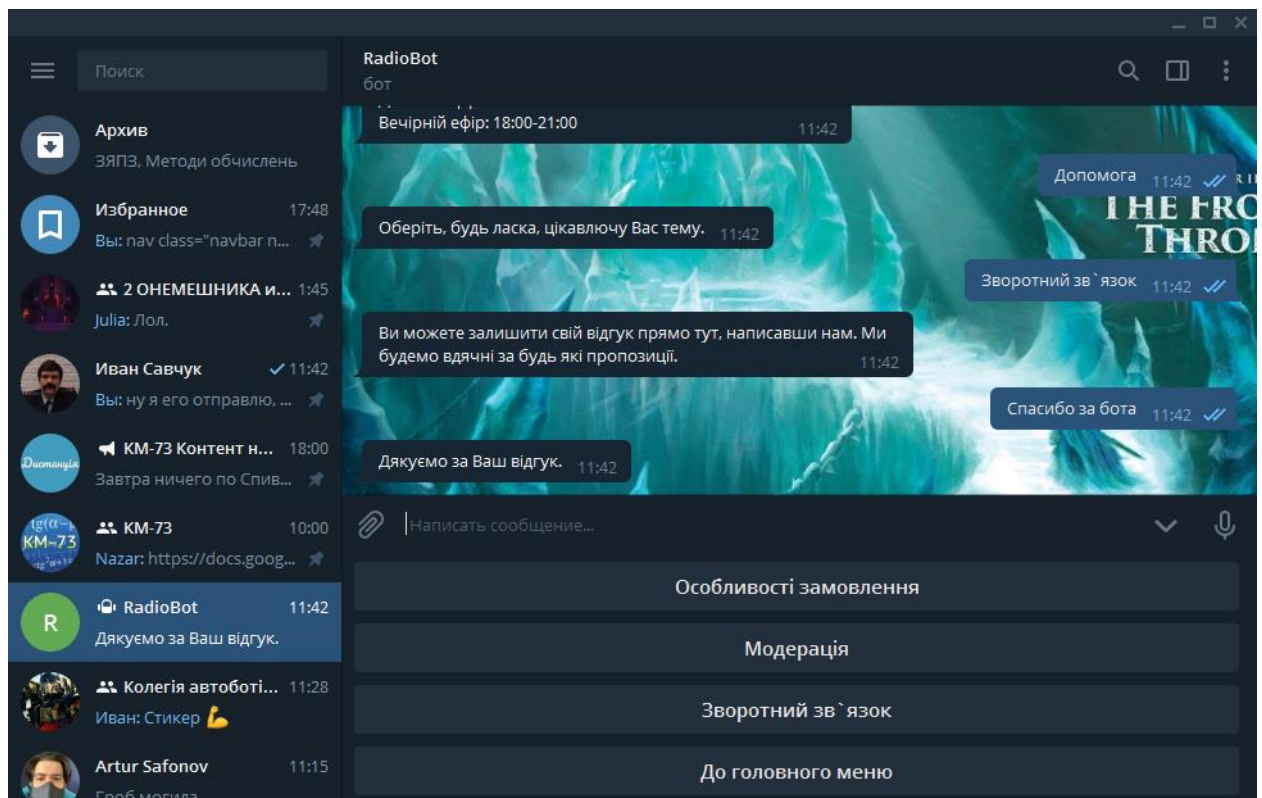 Поиск
Архив
ЗЯПЗ, Методи обчислень
Избранное 17:48
Вы: nav class="navbar n...
2 ОНЕМЕШНИКА и... 1:45
Julia: Лол.
Иван Савчук 11:42
Вы: ну я его отправлю, ...
Дистанція
КМ-73 Контент н... 18:00
Завтра ничего по Спив...
КМ-73
КМ-73 10:00
Nazar: https://docs.goog...
R
RadioBot 11:42
Дякуємо за Ваш відгук.
Колегія автоботі... 11:28
Иван: Стикер 💪
Artur Safonov 11:15
Гроб могила
RadioBot
бот
Вечірній ефір: 18:00-21:00 11:42
Допомога 11:42
THE FRO
THRO
Оберіть, будь ласка, цікавлючу Вас тему. 11:42
Зворотний зв`язок 11:42
Ви можете залишити свій відгук прямо тут, написавши нам. Ми
будемо вдячні за будь які пропозиції. 11:42
Спасибо за бота 11:42
Дякуємо за Ваш відгук. 11:42
Написать сообщение...
Особливості замовлення
Модерація
Зворотний зв`язок
До головного меню